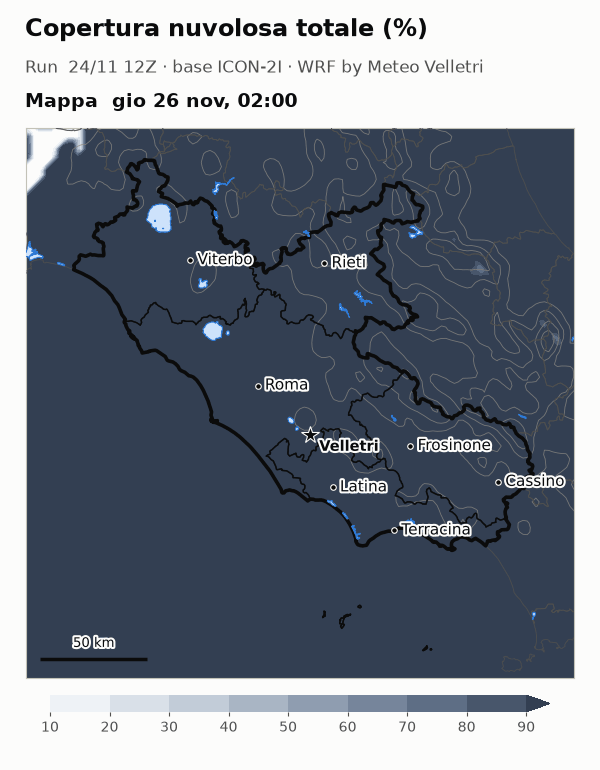 Copertura nuvolosa totale (%)
Run 24/11 12Z · base ICON-2I · WRF by Meteo Velletri
Mappa gio 26 nov, 02:00
Viterbo
Rieti
Roma
Velletri
Frosinone
Cassino
Latina
Terracina
50 km
10 20 30 40 50 60 70 80 90